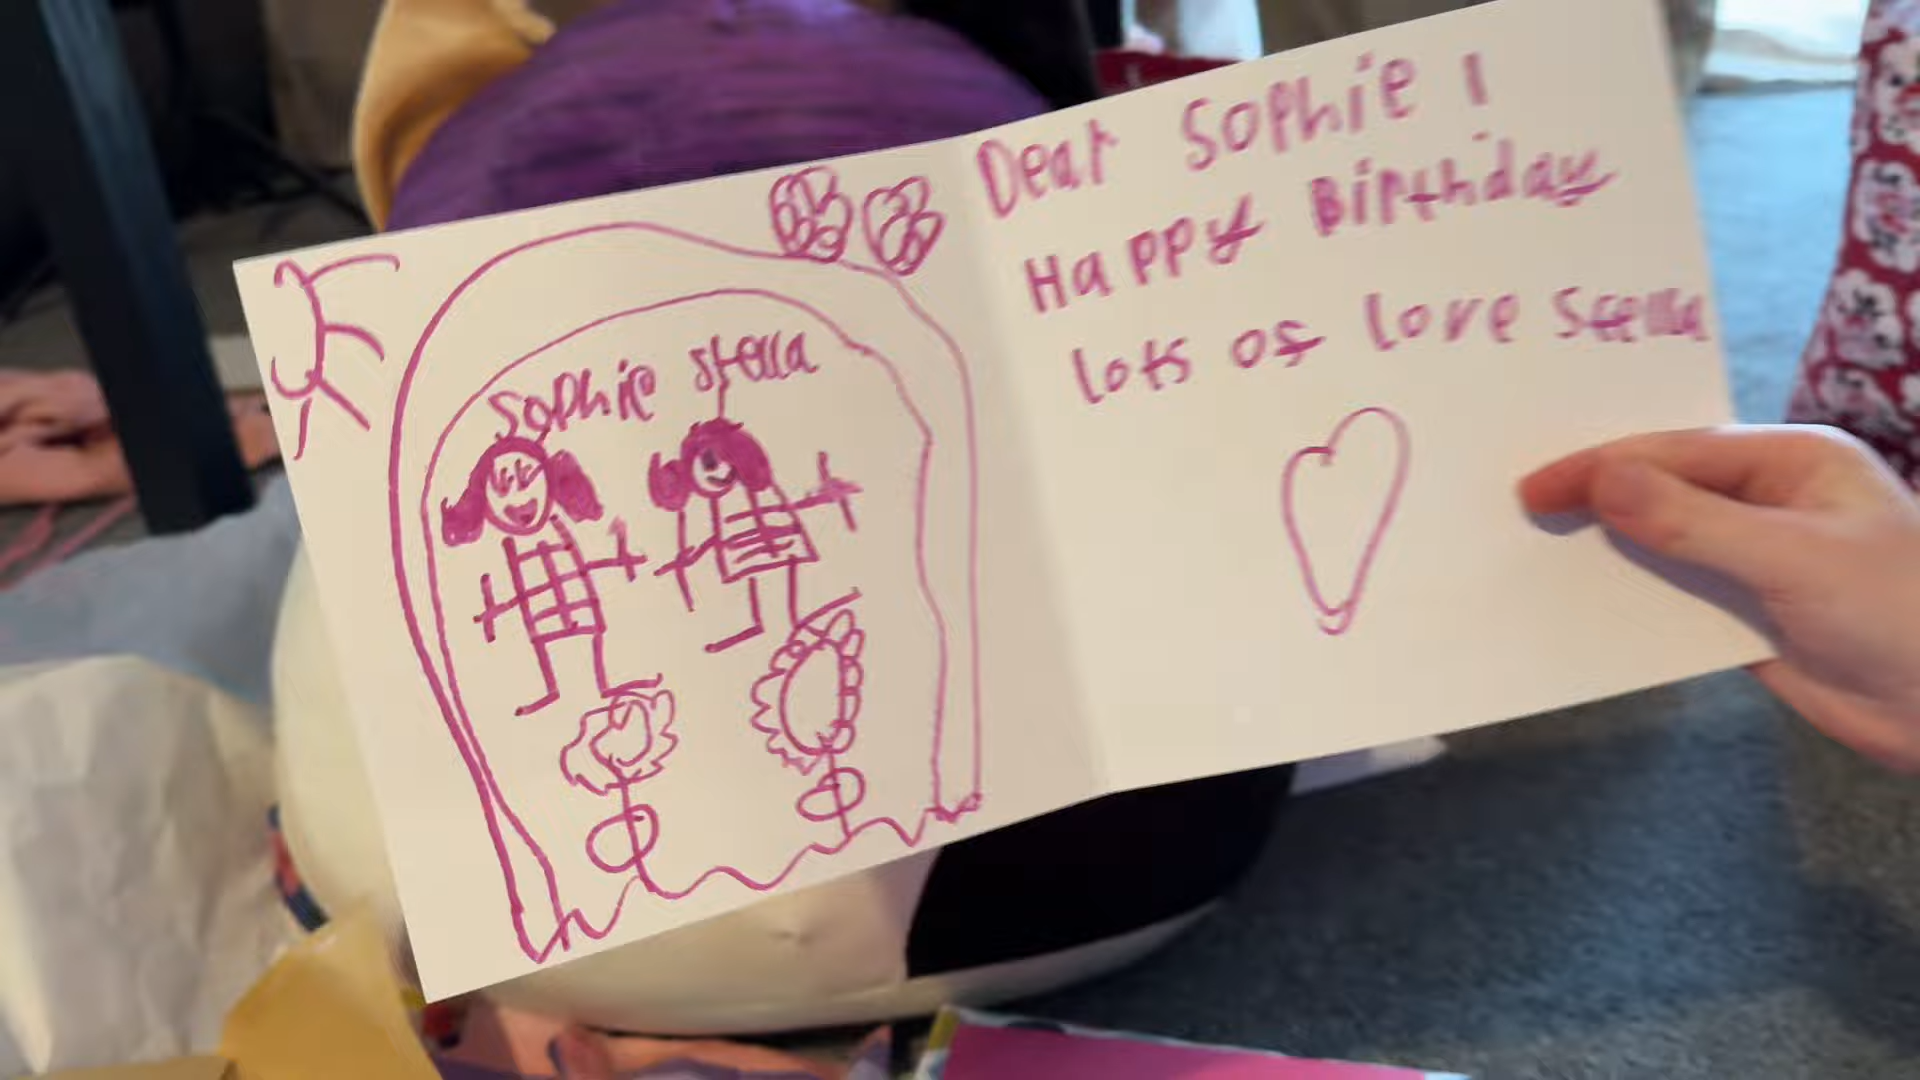 Sophie Stella
Dear Sophie !
Happy Birthday
lots of love Stella